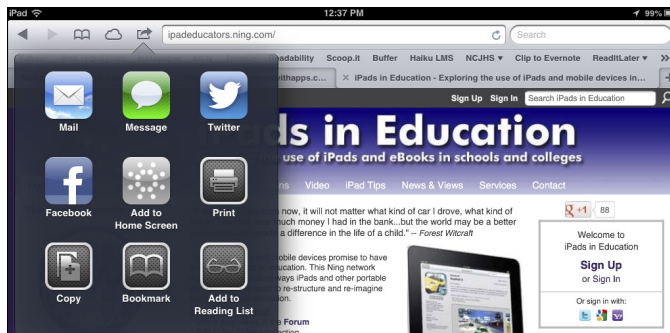 iPad 12:37 PM 99%
ipadeducators.ning.com/ Search
adability Scoop.it Buffer Haiku LMS NCJHS ▼ Clip to Evernote ReadItLater ▼ >>
withapps.c... × iPads in Education - Exploring the use of iPads and mobile devices in... +
Sign Up Sign In Search iPads in Education
Mail Message Twitter
ds in Education
use of iPads and eBooks in schools and colleges
Video iPad Tips News & Views Services Contact
Facebook Add to Home Screen Print
now, it will not matter what kind of car I drove, what kind of
much money I had in the bank...but the world may be a better
a difference in the life of a child." -- Forest Witcraft
+1 88
Welcome to
iPads in Education
Sign Up
or Sign In
Or sign in with:
mobile devices promise to have
ucation. This Ning network
ways iPads and other portable
o re-structure and re-imagine
Copy Bookmark Add to Reading List
Forum